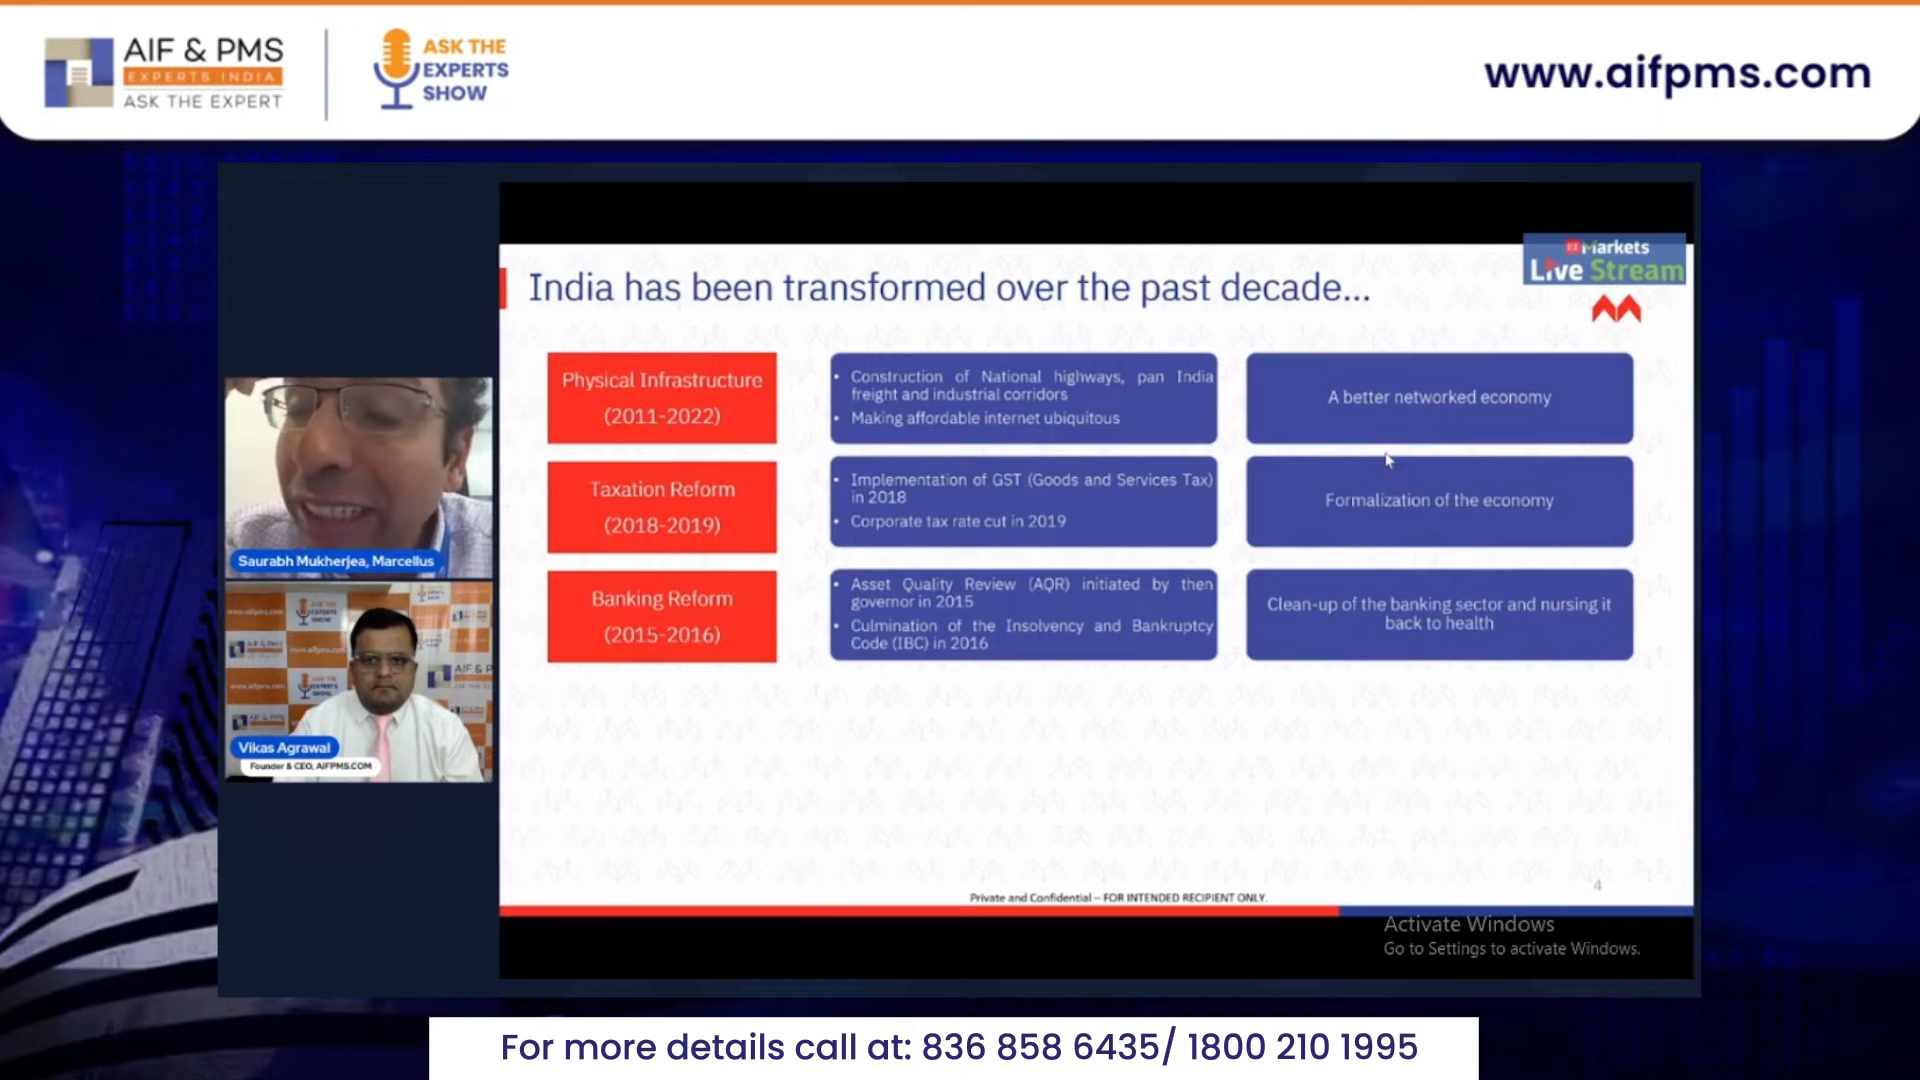 AIF & PMS
EXPERTS INDIA
ASK THE EXPERT
ASK THE
EXPERTS
SHOW
www.aifpms.com
ET Markets
Live Stream
India has been transformed over the past decade...
Physical Infrastructure
(2011-2022)
• Construction of National highways, pan India
freight and industrial corridors
• Making affordable internet ubiquitous
A better networked economy
Taxation Reform
(2018-2019)
• Implementation of GST (Goods and Services Tax)
in 2018
• Corporate tax rate cut in 2019
Formalization of the economy
Banking Reform
(2015-2016)
• Asset Quality Review (AQR) initiated by then
governor in 2015
• Culmination of the Insolvency and Bankruptcy
Code (IBC) in 2016
Clean-up of the banking sector and nursing it
back to health
Saurabh Mukherjea, Marcellus
Vikas Agrawal
Founder & CEO, AIFPMS.COM
4
Private and Confidential – FOR INTENDED RECIPIENT ONLY.
Activate Windows
Go to Settings to activate Windows.
For more details call at: 836 858 6435/ 1800 210 1995